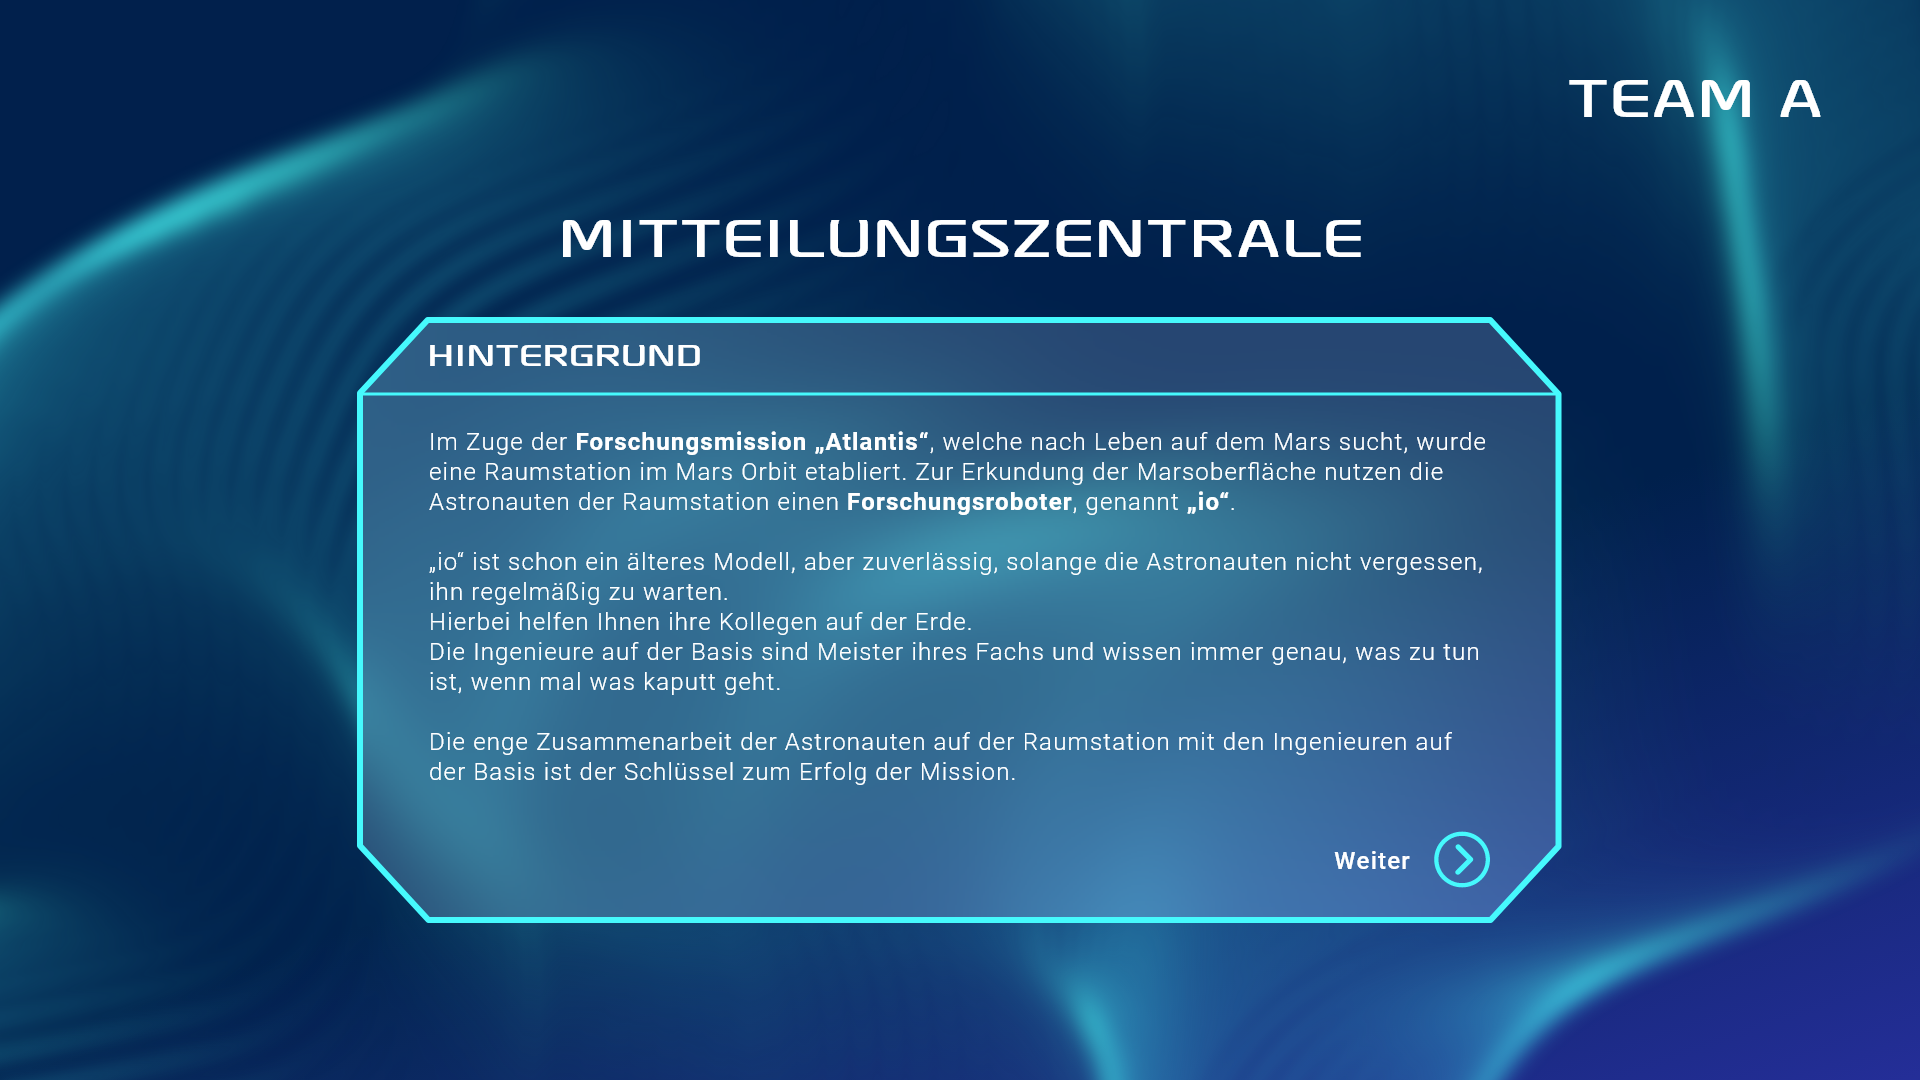 TEAM A
MITTEILUNGSZENTRALE
HINTERGRUND
Im Zuge der Forschungsmission „Atlantis“, welche nach Leben auf dem Mars sucht, wurde
eine Raumstation im Mars Orbit etabliert. Zur Erkundung der Marsoberfläche nutzen die
Astronauten der Raumstation einen Forschungsroboter, genannt „io“.
„io“ ist schon ein älteres Modell, aber zuverlässig, solange die Astronauten nicht vergessen,
ihn regelmäßig zu warten.
Hierbei helfen Ihnen ihre Kollegen auf der Erde.
Die Ingenieure auf der Basis sind Meister ihres Fachs und wissen immer genau, was zu tun
ist, wenn mal was kaputt geht.
Die enge Zusammenarbeit der Astronauten auf der Raumstation mit den Ingenieuren auf
der Basis ist der Schlüssel zum Erfolg der Mission.
Weiter